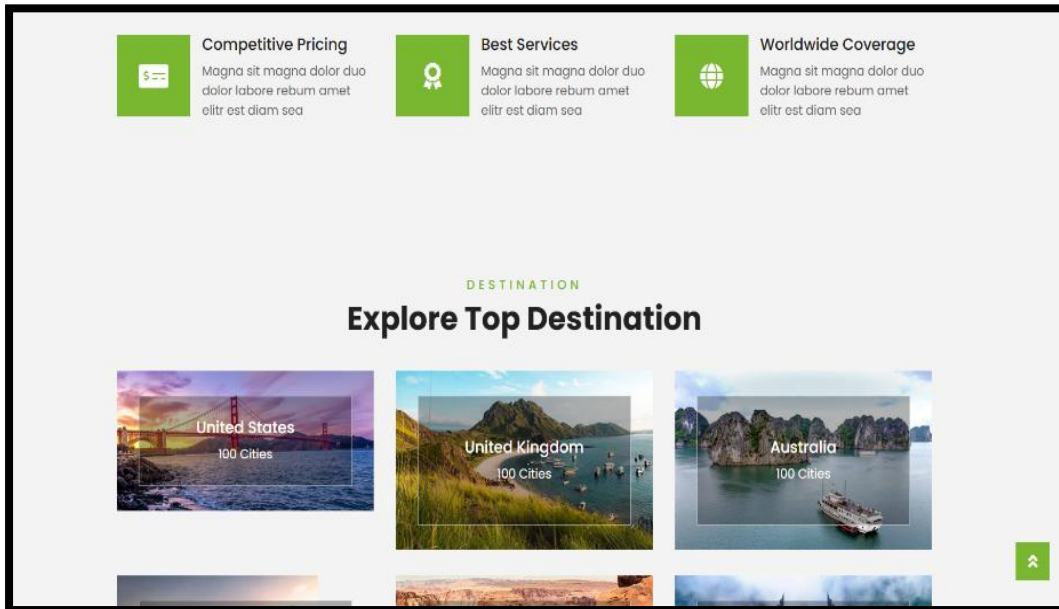 Competitive Pricing
Magna sit magna dolor duo
dolor labore rebum amet
elitr est diam sea
Best Services
Magna sit magna dolor duo
dolor labore rebum amet
elitr est diam sea
Worldwide Coverage
Magna sit magna dolor duo
dolor labore rebum amet
elitr est diam sea
DESTINATION
Explore Top Destination
United States
100 Cities
United Kingdom
100 Cities
Australia
100 Cities